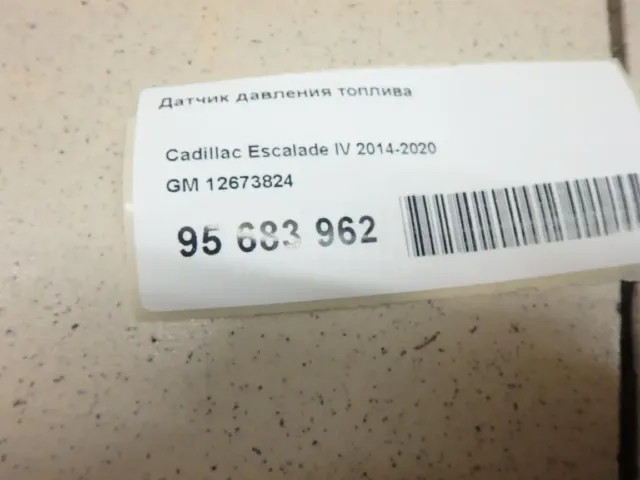 Датчик давления топлива
Cadillac Escalade IV 2014-2020
GM 12673824
95 683 962